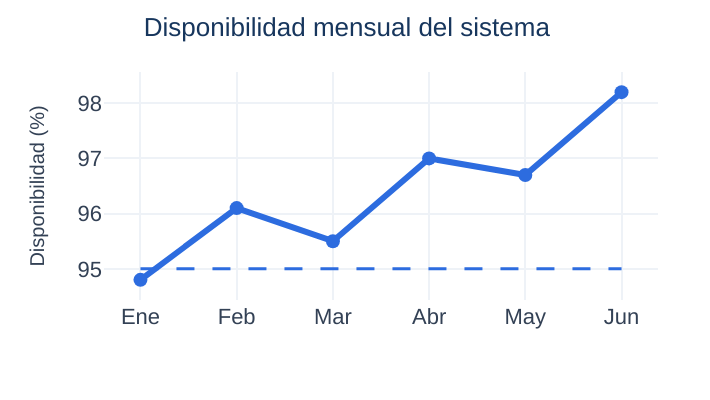 Disponibilidad mensual del sistema
Disponibilidad (%)
98
97
96
95
Ene Feb Mar Abr May Jun